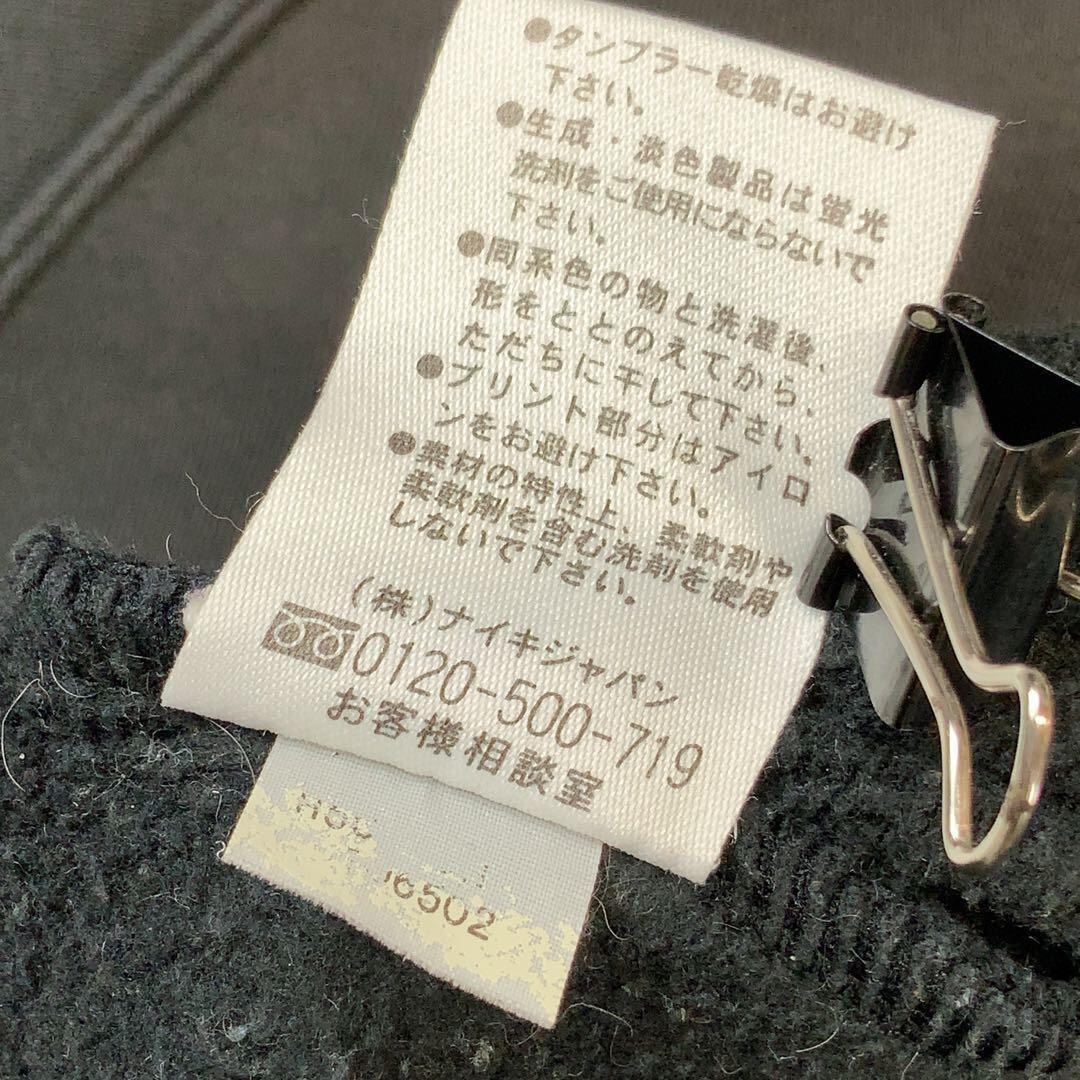 ●タンブラー乾燥はお避け
下さい。
●生成・淡色製品は蛍光
洗剤をご使用にならないで
下さい。
●同系色の物と洗濯後、
形をととのえてから、
ただちに干して下さい。
●プリント部分はアイロ
ンをお避け下さい。
●素材の特性上、柔軟剤や
柔軟剤を含む洗剤を使用
しないで下さい。
(株)ナイキジャパン
0120-500-719
お客様相談室
6502